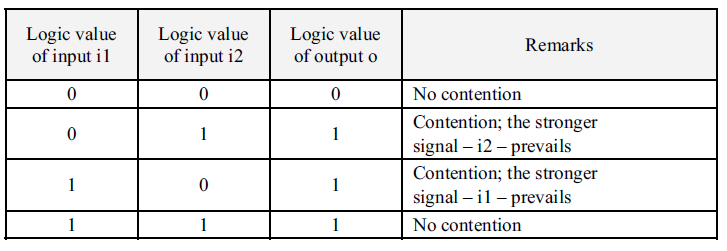 Logic value of input i1 Logic value of input i2 Logic value of output o Remarks
0 0 0 No contention
0 1 1 Contention; the stronger signal – i2 – prevails
1 0 1 Contention; the stronger signal – i1 – prevails
1 1 1 No contention